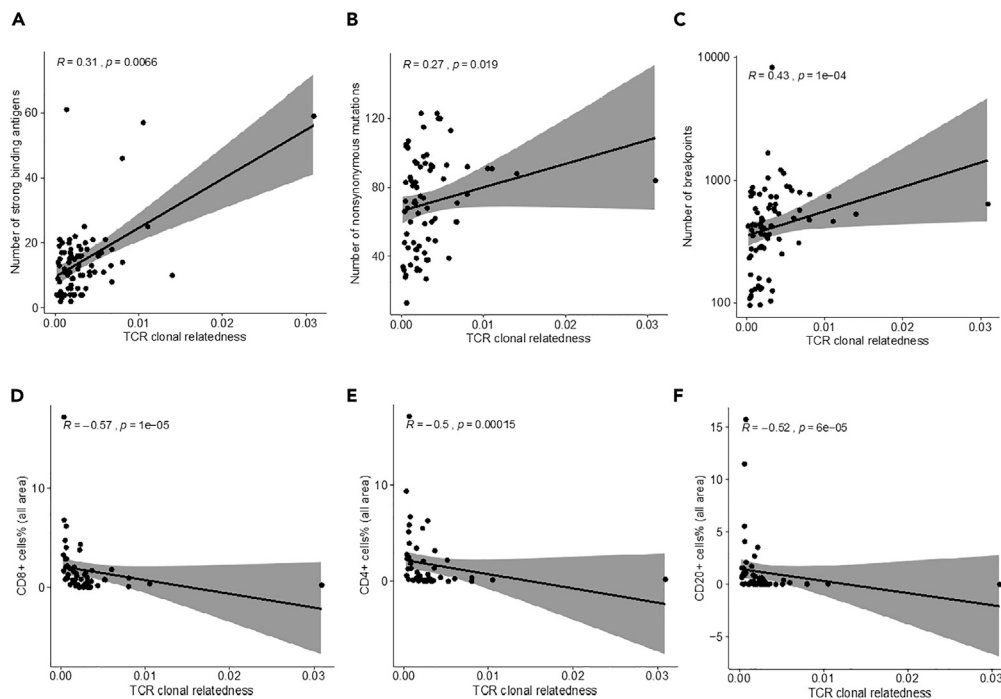 A
R = 0.31 , p = 0.0066
Number of strong binding antigens
60
40
20
0
0.00 0.01 0.02 0.03
TCR clonal relatedness
B
R = 0.27 , p = 0.019
Number of nonsynonymous mutations
120
80
40
0.00 0.01 0.02 0.03
TCR clonal relatedness
C
R = 0.43 , p = 1e-04
Number of breakpoints
10000
1000
100
0.00 0.01 0.02 0.03
TCR clonal relatedness
D
R = −0.57 , p = 1e-05
CD8+ cells% (all area)
10
0
0.00 0.01 0.02 0.03
TCR clonal relatedness
E
R = −0.5 , p = 0.00015
CD4+ cells% (all area)
10
0
0.00 0.01 0.02 0.03
TCR clonal relatedness
F
R = −0.52 , p = 6e-05
CD20+ cells% (all area)
15
10
5
0
−5
0.00 0.01 0.02 0.03
TCR clonal relatedness